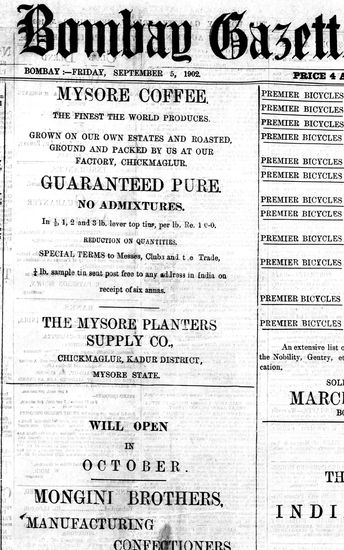 Bombay Gazett
BOMBAY:—FRIDAY, SEPTEMBER 5, 1902.
PRICE 4 A
MYSORE COFFEE.
THE FINEST THE WORLD PRODUCES.
GROWN ON OUR OWN ESTATES AND ROASTED,
GROUND AND PACKED BY US AT OUR
FACTORY, CHICKMAGLUR.
GUARANTEED PURE.
NO ADMIXTURES.
In ½, 1, 2 and 3 lb. lever top tins, per lb. Re. 1-0-0.
REDUCTION ON QUANTITIES.
SPECIAL TERMS to Messes, Clubs and the Trade,
lb. sample tin sent post free to any address in India on
receipt of six annas.
THE MYSORE PLANTERS
SUPPLY CO.,
CHICKMAGLUR, KADUR DISTRICT,
MYSORE STATE.
WILL OPEN
IN
OCTOBER.
MONGINI BROTHERS,
MANUFACTURING
CONFECTIONERS
PREMIER BICYCLES
PREMIER BICYCLES
PREMIER BICYCLES
PREMIER BICYCLES
PREMIER BICYCLES
PREMIER BICYCLES
PREMIER BICYCLES
PREMIER BICYCLES
PREMIER BICYCLES
PREMIER BICYCLES
PREMIER BICYCLES
PREMIER BICYCLES
An extensive list o
the Nobility, Gentry, et
cation.
SOL
MARC
BO
TH
INDI